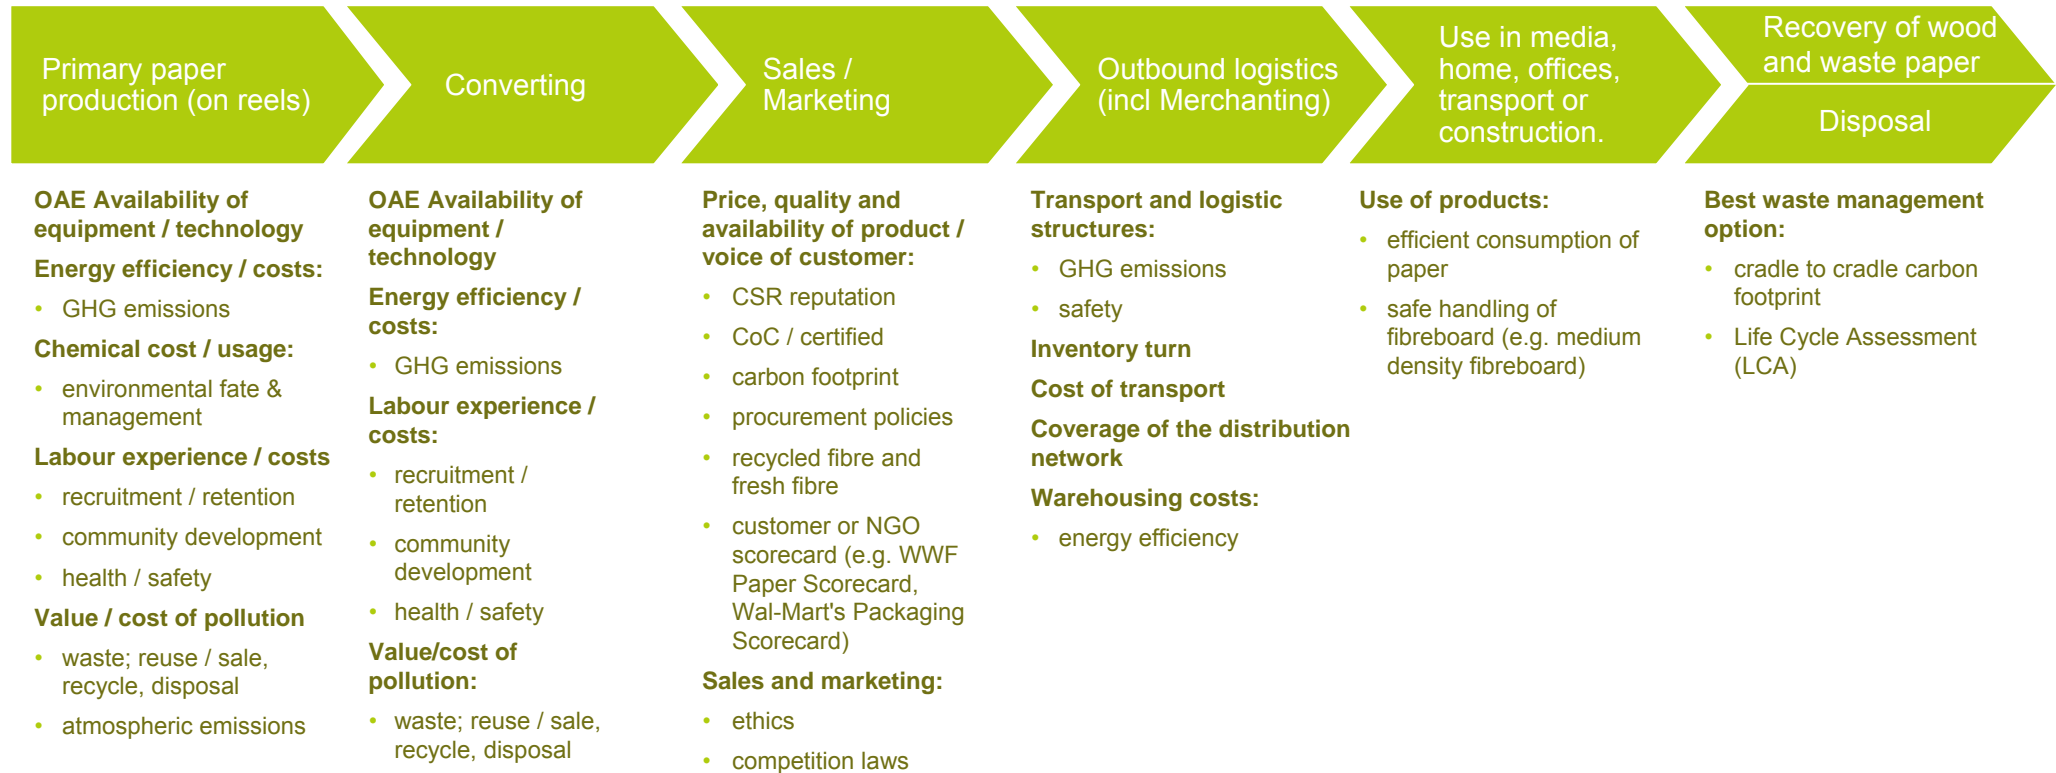 Primary paper
production (on reels)
Converting
Sales /
Marketing
Outbound logistics
(incl Merchanting)
Use in media,
home, offices,
transport or
construction.
Recovery of wood
and waste paper
Disposal
OAE Availability of
equipment / technology
Energy efficiency / costs:
• GHG emissions
Chemical cost / usage:
• environmental fate &
management
Labour experience / costs
• recruitment / retention
• community development
• health / safety
Value / cost of pollution
• waste; reuse / sale,
recycle, disposal
• atmospheric emissions
OAE Availability of
equipment /
technology
Energy efficiency /
costs:
• GHG emissions
Labour experience /
costs:
• recruitment /
retention
• community
development
• health / safety
Value/cost of
pollution:
• waste; reuse / sale,
recycle, disposal
Price, quality and
availability of product /
voice of customer:
• CSR reputation
• CoC / certified
• carbon footprint
• procurement policies
• recycled fibre and
fresh fibre
• customer or NGO
scorecard (e.g. WWF
Paper Scorecard,
Wal-Mart's Packaging
Scorecard)
Sales and marketing:
• ethics
• competition laws
Transport and logistic
structures:
• GHG emissions
• safety
Inventory turn
Cost of transport
Coverage of the distribution
network
Warehousing costs:
• energy efficiency
Use of products:
• efficient consumption of
paper
• safe handling of
fibreboard (e.g. medium
density fibreboard)
Best waste management
option:
• cradle to cradle carbon
footprint
• Life Cycle Assessment
(LCA)